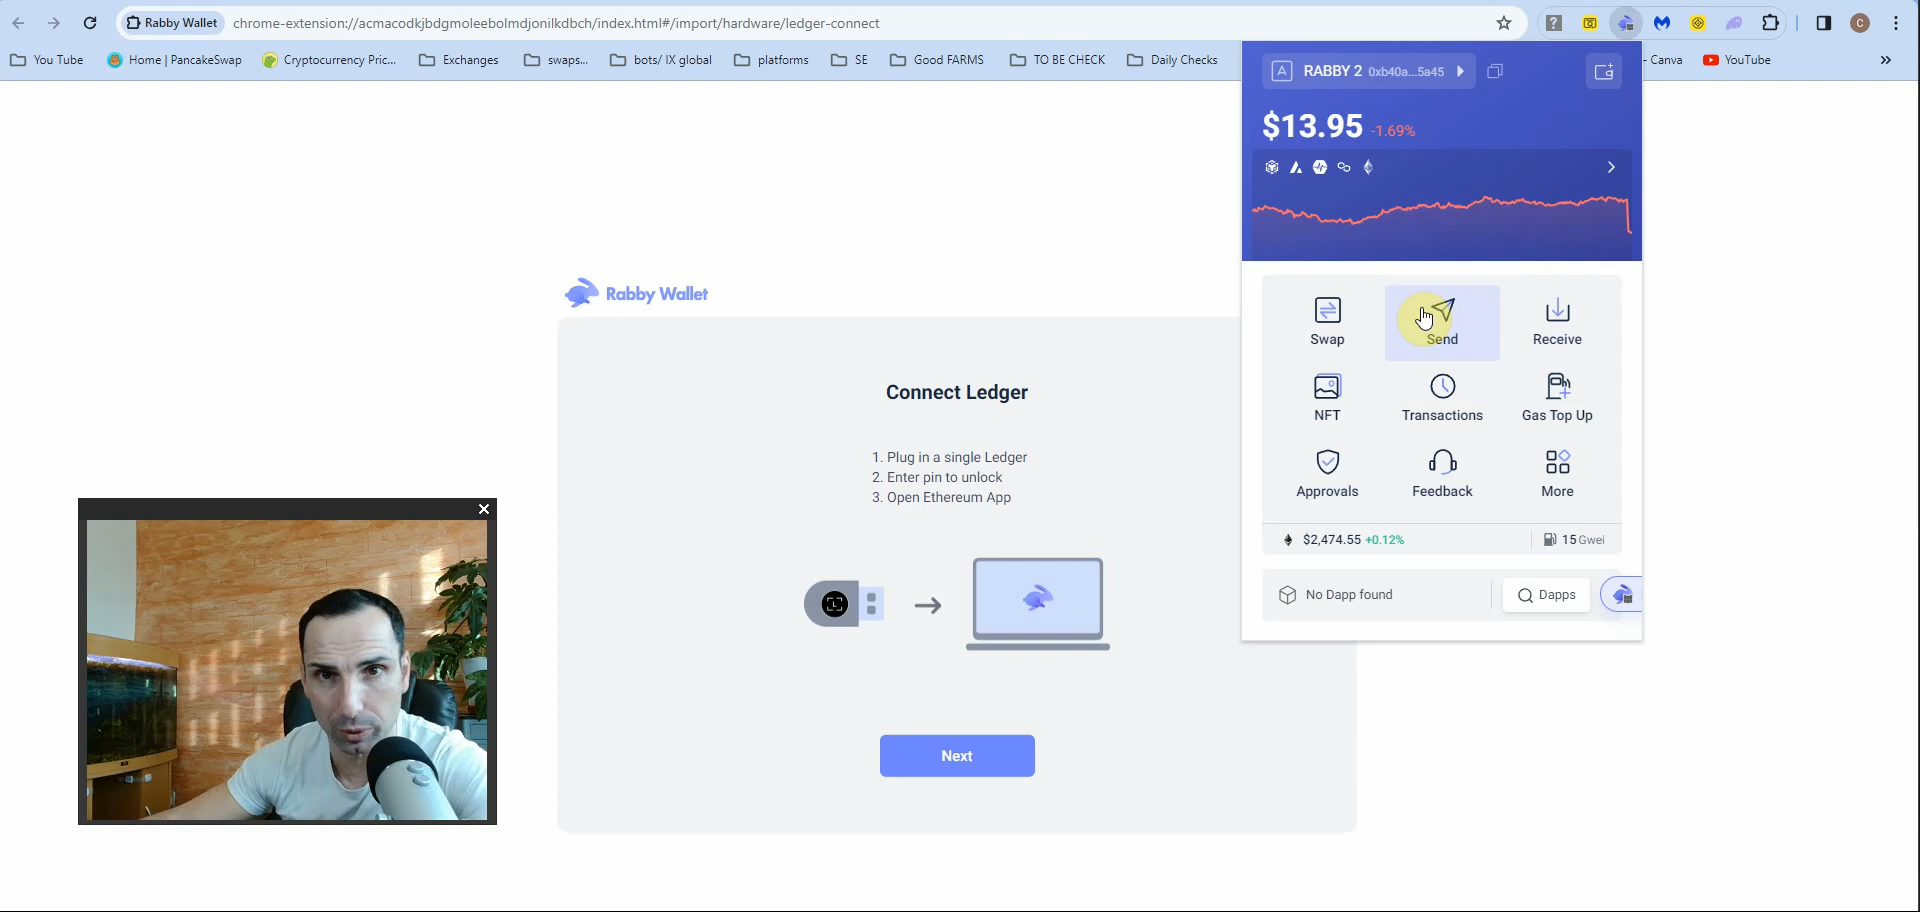 Rabby Wallet
chrome-extension://acmacodkjbdgmoleebolmdjonilkdbch/index.html#/import/hardware/ledger-connect
C
You Tube
Home | PancakeSwap
Cryptocurrency Pric...
Exchanges
swaps...
bots/ IX global
platforms
SE
Good FARMS
TO BE CHECK
Daily Checks
- Canva
YouTube
»
A RABBY 2 0xb40a...5a45
$13.95 -1.69%
Swap
Send
Receive
NFT
Transactions
Gas Top Up
Approvals
Feedback
More
$2,474.55 +0.12%
15 Gwei
No Dapp found
Dapps
Rabby Wallet
Connect Ledger
1. Plug in a single Ledger
2. Enter pin to unlock
3. Open Ethereum App
Next